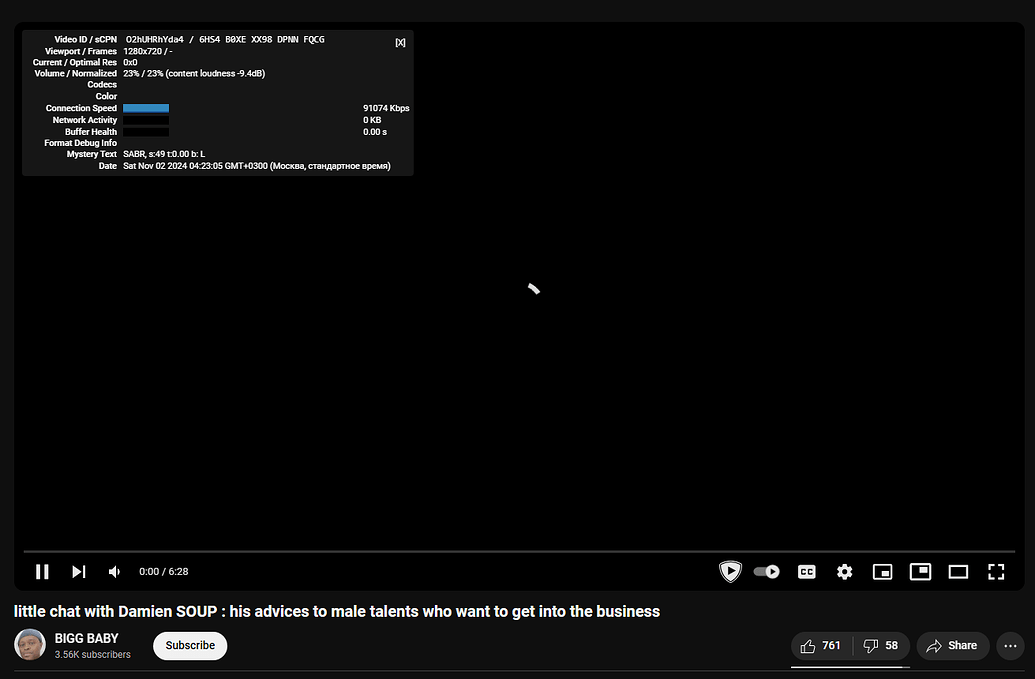 Video ID / sCPN O2hUHRhYda4 / 6HS4 B0XE XX98 DPNN FQCG
[X]
Viewport / Frames 1280x720 / -
Current / Optimal Res 0x0
Volume / Normalized 23% / 23% (content loudness -9.4dB)
Codecs
Color
Connection Speed 91074 Kbps
Network Activity 0 KB
Buffer Health 0.00 s
Format Debug Info
Mystery Text SABR, s:49 t:0.00 b: L
Date Sat Nov 02 2024 04:23:05 GMT+0300 (Москва, стандартное время)
0:00 / 6:28
CC
little chat with Damien SOUP : his advices to male talents who want to get into the business
BIGG BABY
3.56K subscribers
Subscribe
761
58
Share